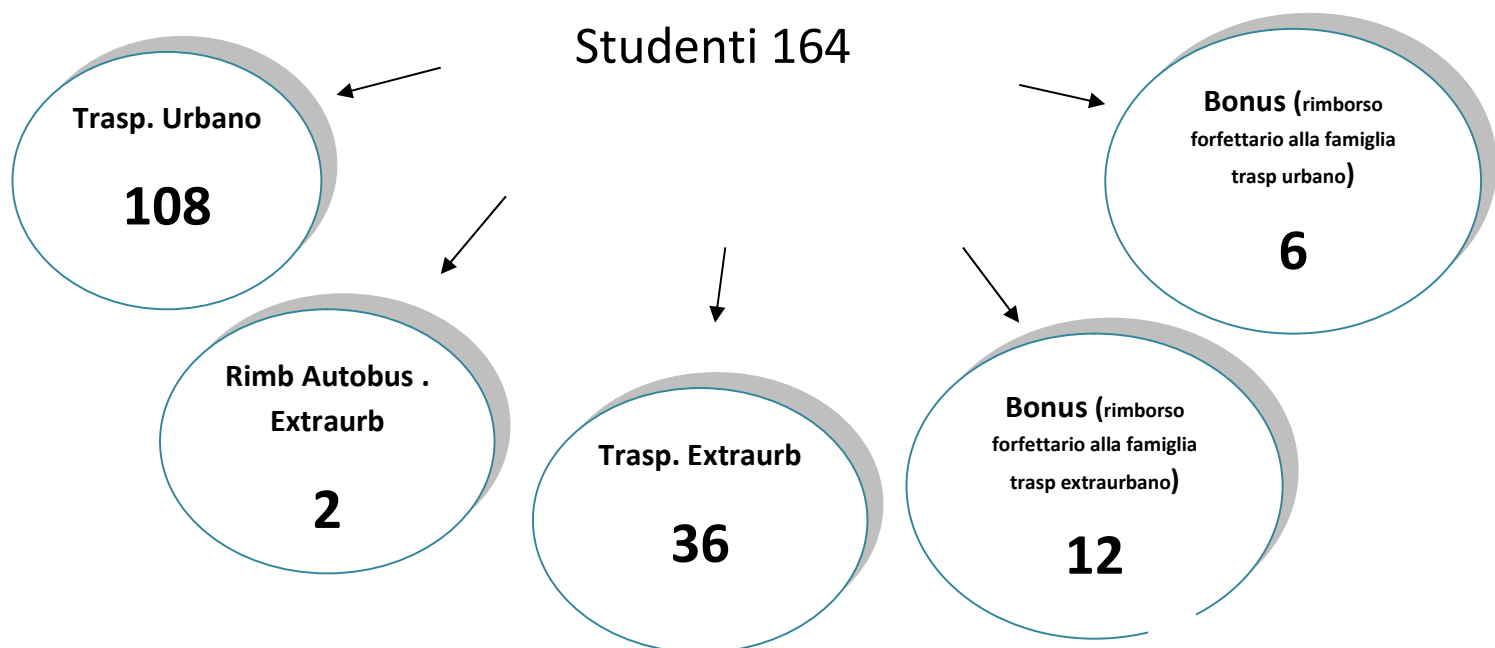 Studenti 164
Trasp. Urbano
108
Rimb Autobus .
Extraurb
2
Trasp. Extraurb
36
Bonus (rimborso
forfettario alla famiglia
trasp extraurbano)
12
Bonus (rimborso
forfettario alla famiglia
trasp urbano)
6